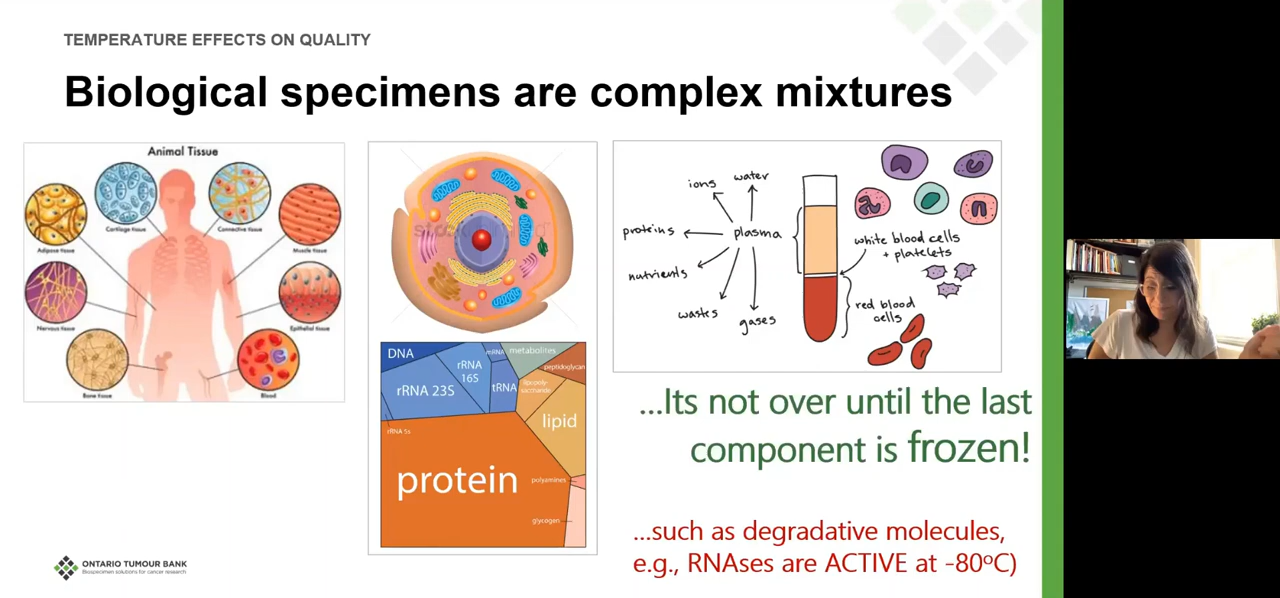 TEMPERATURE EFFECTS ON QUALITY
Biological specimens are complex mixtures
Animal Tissue
Adipose tissue
Cartilage tissue
Connective tissue
Muscle tissue
Nervous tissue
Epithelial tissue
Bone tissue
Blood
DNA
rRNA 23S
rRNA
16S
mRNA
tRNA
metabolites
peptidoglycan
lipopoly-
saccharide
lipid
rRNA 5s
protein
polyamines
glycogen
ions
water
proteins
plasma
nutrients
wastes
gases
white blood cells
+ platelets
red blood
cells
...Its not over until the last
component is frozen!
...such as degradative molecules,
e.g., RNAses are ACTIVE at -80ºC)
ONTARIO TUMOUR BANK
Biospecimen solutions for cancer research